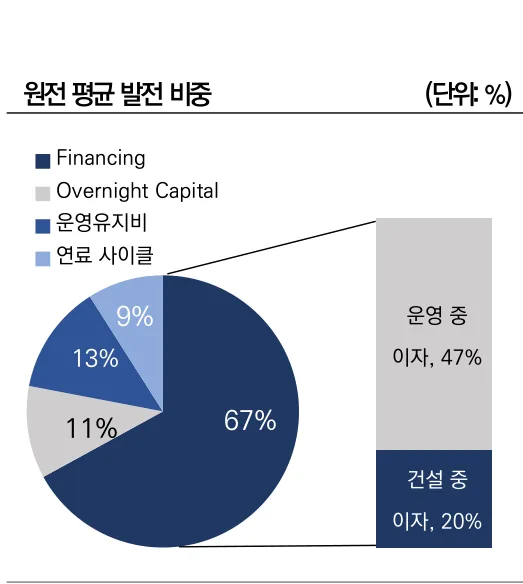 원전 평균 발전 비중 (단위: %)
Financing
Overnight Capital
운영유지비
연료 사이클
9%
13%
11%
67%
운영 중
이자, 47%
건설 중
이자, 20%